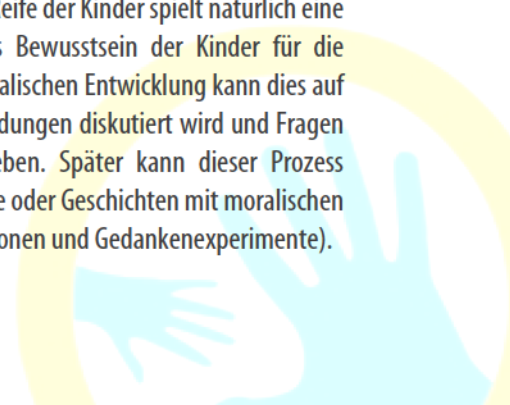 eife der Kinder spielt natürlich eine
s Bewusstsein der Kinder für die
alischen Entwicklung kann dies auf
dungen diskutiert wird und Fragen
eben. Später kann dieser Prozess
e oder Geschichten mit moralischen
onen und Gedankenexperimente).